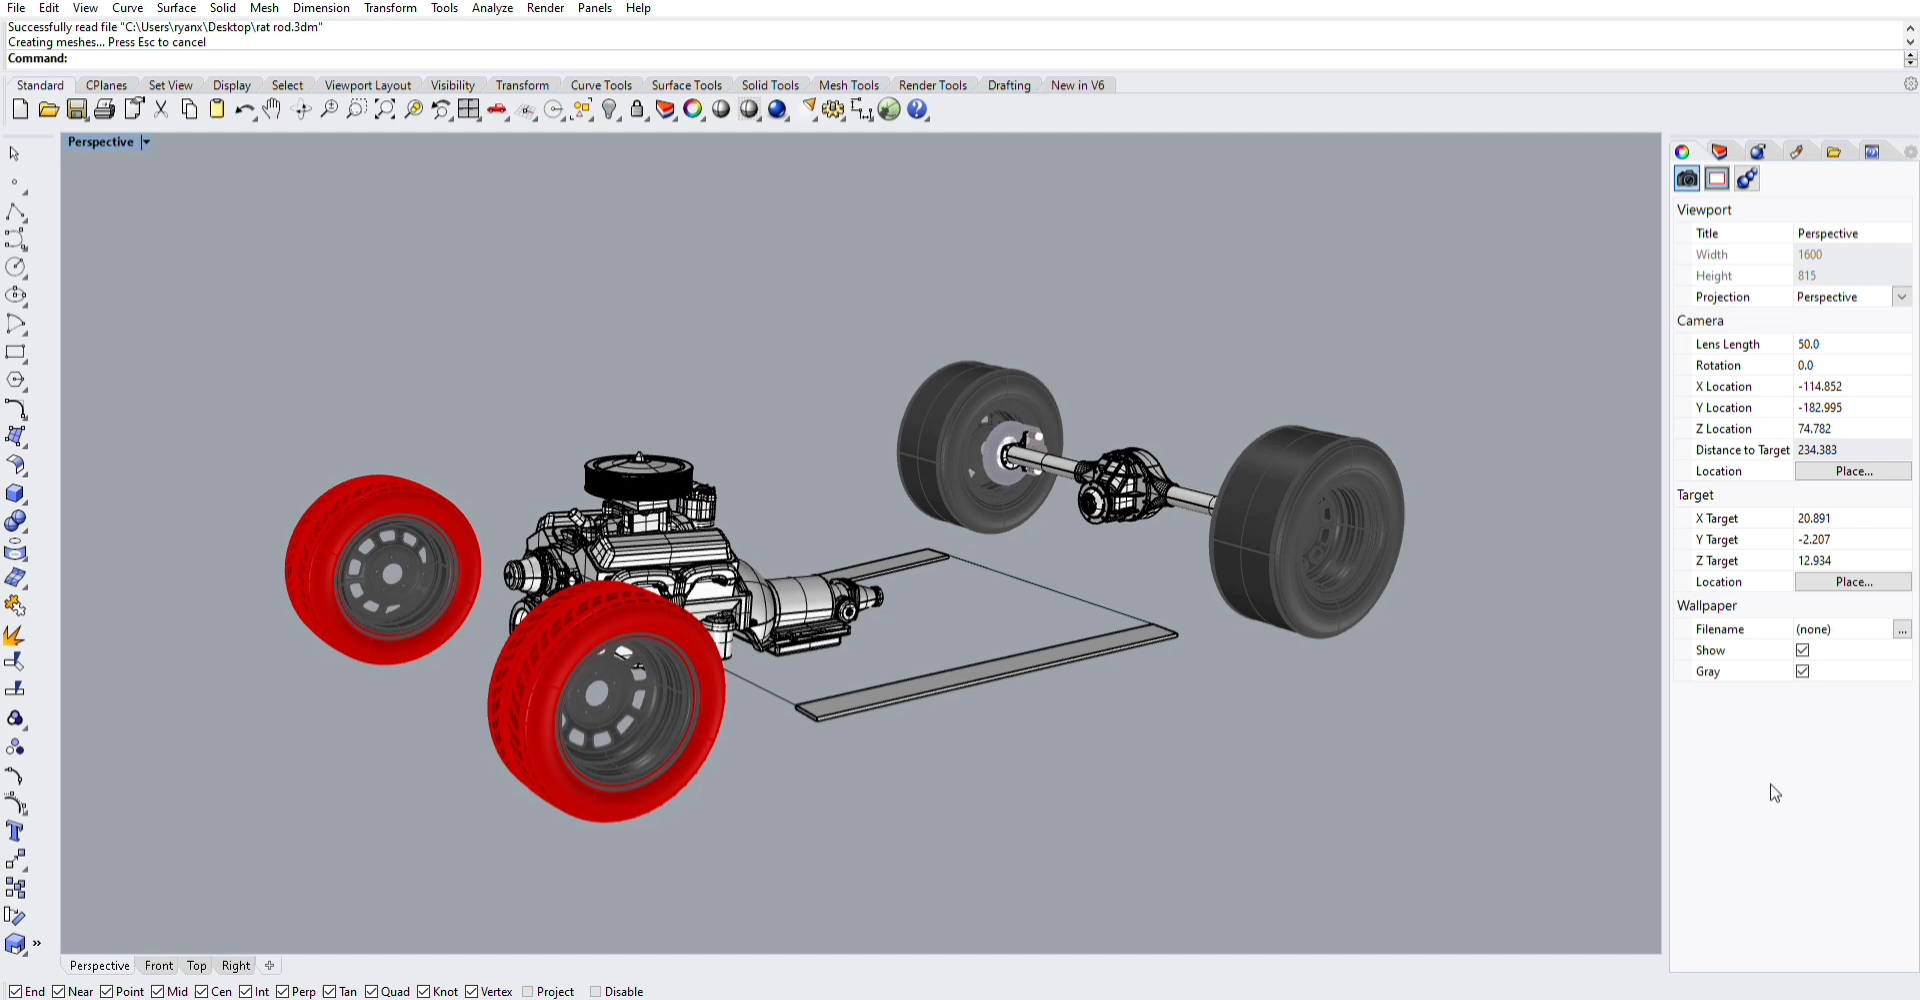 File Edit View Curve Surface Solid Mesh Dimension Transform Tools Analyze Render Panels Help
Successfully read file "C:\Users\ryanx\Desktop\rat rod.3dm"
Creating meshes... Press Esc to cancel
Command:
Standard CPlanes Set View Display Select Viewport Layout Visibility Transform Curve Tools Surface Tools Solid Tools Mesh Tools Render Tools Drafting New in V6
Perspective
Viewport
Title Perspective
Width 1600
Height 815
Projection Perspective
Camera
Lens Length 50.0
Rotation 0.0
X Location -114.852
Y Location -182.995
Z Location 74.782
Distance to Target 234.383
Location Place...
Target
X Target 20.891
Y Target -2.207
Z Target 12.934
Location Place...
Wallpaper
Filename (none) ...
Show
Gray
Perspective Front Top Right
End Near Point Mid Cen Int Perp Tan Quad Knot Vertex Project Disable